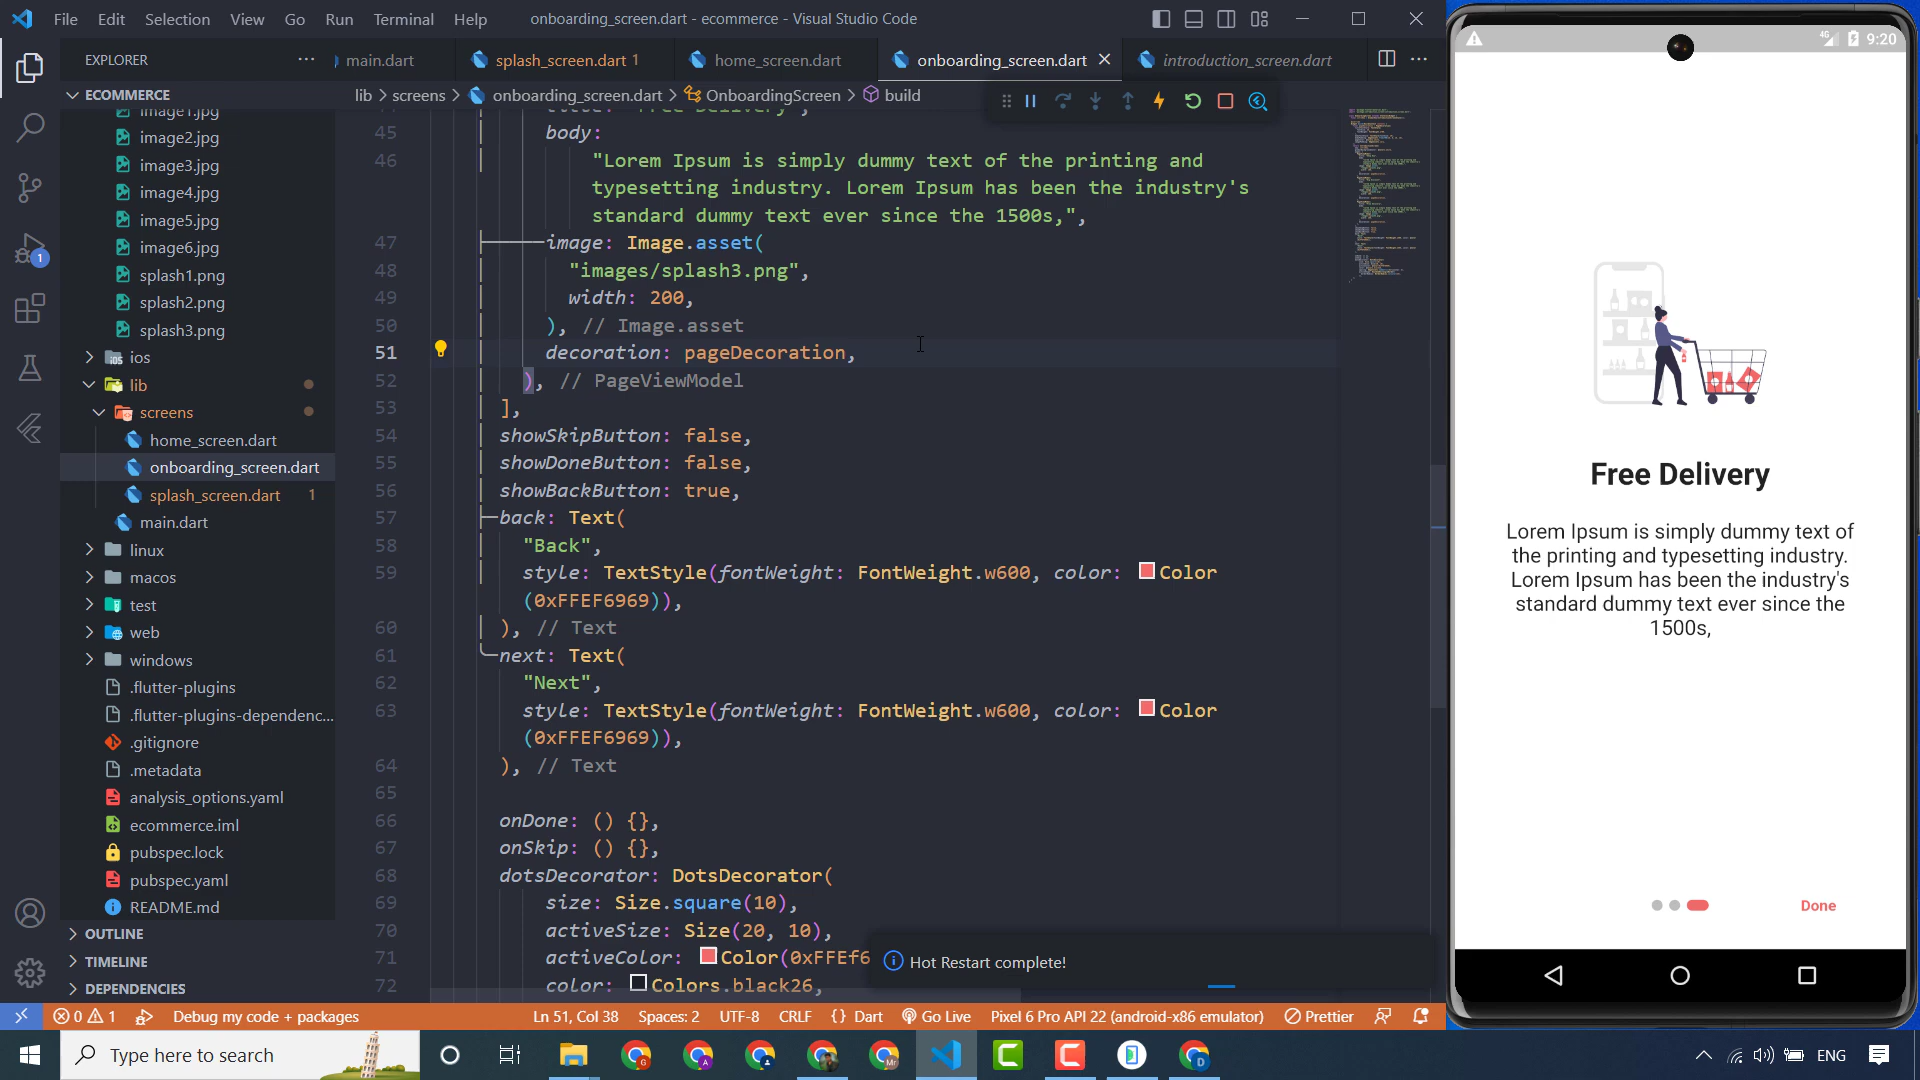 File Edit Selection View Go Run Terminal Help
onboarding_screen.dart - ecommerce - Visual Studio Code
EXPLORER
main.dart
splash_screen.dart 1
home_screen.dart
onboarding_screen.dart
introduction_screen.dart
ECOMMERCE
lib > screens > onboarding_screen.dart > OnboardingScreen > build
image1.jpg
image2.jpg
image3.jpg
image4.jpg
image5.jpg
image6.jpg
splash1.png
splash2.png
splash3.png
ios
lib
screens
home_screen.dart
onboarding_screen.dart
splash_screen.dart 1
main.dart
linux
macos
test
web
windows
.flutter-plugins
.flutter-plugins-dependenc...
.gitignore
.metadata
analysis_options.yaml
ecommerce.iml
pubspec.lock
pubspec.yaml
README.md
OUTLINE
TIMELINE
DEPENDENCIES
1
title: "Free Delivery",
45 body:
46 "Lorem Ipsum is simply dummy text of the printing and
typesetting industry. Lorem Ipsum has been the industry's
standard dummy text ever since the 1500s,",
47 image: Image.asset(
48 "images/splash3.png",
49 width: 200,
50 ), // Image.asset
51 decoration: pageDecoration,
52 ), // PageViewModel
53 ],
54 showSkipButton: false,
55 showDoneButton: false,
56 showBackButton: true,
57 back: Text(
58 "Back",
59 style: TextStyle(fontWeight: FontWeight.w600, color: Color
(0xFFEF6969)),
60 ), // Text
61 next: Text(
62 "Next",
63 style: TextStyle(fontWeight: FontWeight.w600, color: Color
(0xFFEF6969)),
64 ), // Text
65
66 onDone: () {},
67 onSkip: () {},
68 dotsDecorator: DotsDecorator(
69 size: Size.square(10),
70 activeSize: Size(20, 10),
71 activeColor: Color(0xFFEf6
72 color: Colors.black26,
Hot Restart complete!
0 1 Debug my code + packages
Ln 51, Col 38 Spaces: 2 UTF-8 CRLF {} Dart Go Live Pixel 6 Pro API 22 (android-x86 emulator) Prettier
Type here to search
ENG
4G 9:20
Free Delivery
Lorem Ipsum is simply dummy text of
the printing and typesetting industry.
Lorem Ipsum has been the industry's
standard dummy text ever since the
1500s,
Done